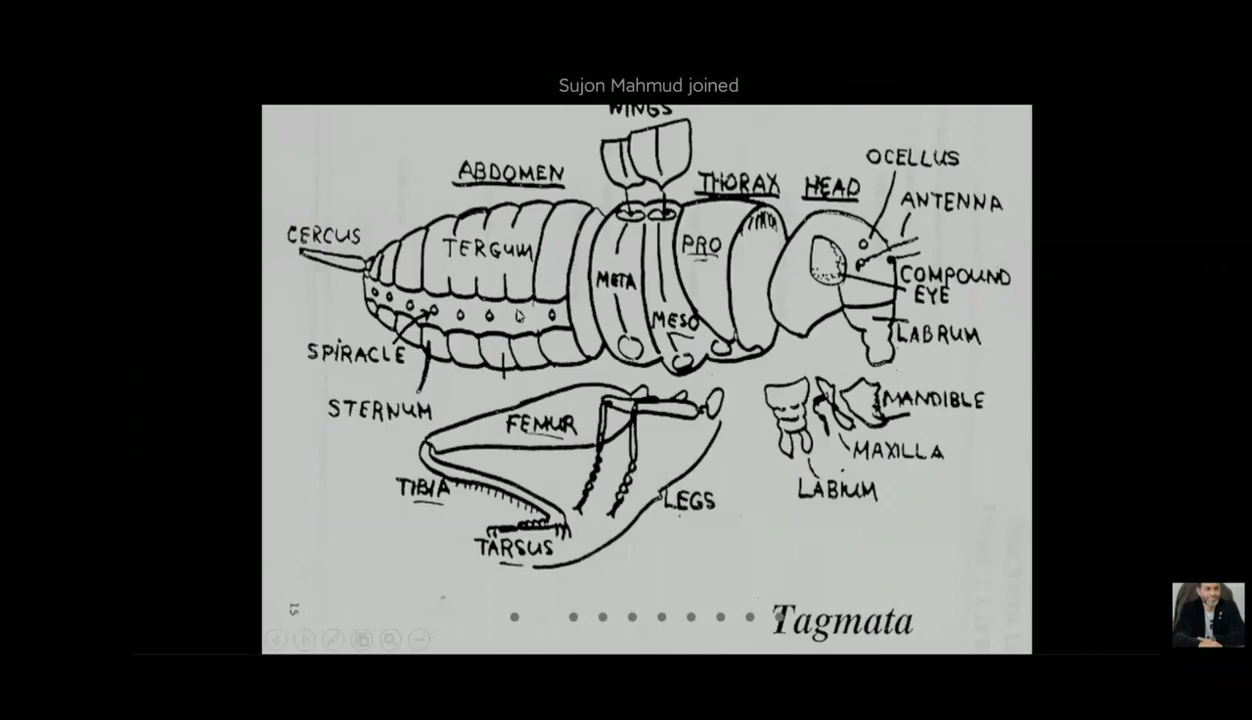 Sujon Mahmud joined
WINGS
OCELLUS
ABDOMEN
THORAX
HEAD
ANTENNA
CERCUS
TERGUM
PRO
META
COMPOUND
EYE
MESO
LABRUM
SPIRACLE
STERNUM
MANDIBLE
FEMUR
MAXILLA
TIBIA
LABIUM
LEGS
TARSUS
15
Tagmata